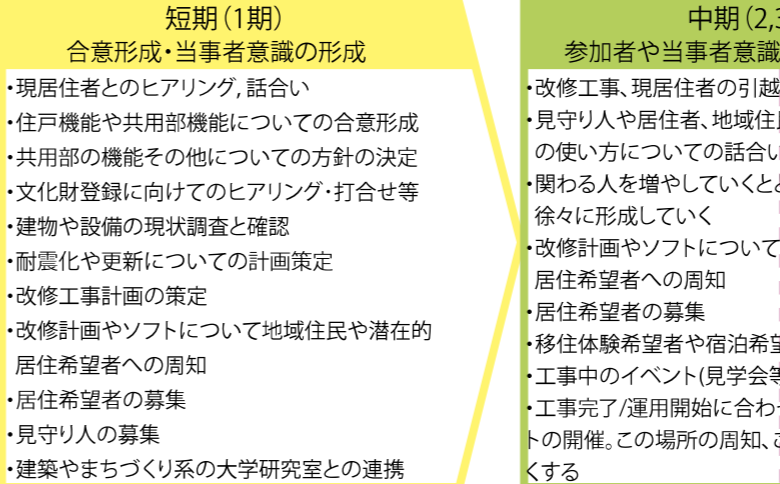 短期（1期）
合意形成・当事者意識の形成
・現居住者とのヒアリング, 話合い
・住戸機能や共用部機能についての合意形成
・共用部の機能その他についての方針の決定
・文化財登録に向けてのヒアリング・打合せ等
・建物や設備の現状調査と確認
・耐震化や更新についての計画策定
・改修工事計画の策定
・改修計画やソフトについて地域住民や潜在的
居住希望者への周知
・居住希望者の募集
・見守り人の募集
・建築やまちづくり系の大学研究室との連携
中期（2,3
参加者や当事者意識
・改修工事、現居住者の引越
・見守り人や居住者、地域住
の使い方についての話合い
・関わる人を増やしていくと
徐々に形成していく
・改修計画やソフトについて
居住希望者への周知
・居住希望者の募集
・移住体験希望者や宿泊希望
・工事中のイベント(見学会等
・工事完了/運用開始に合わ
トの開催。この場所の周知、
くする